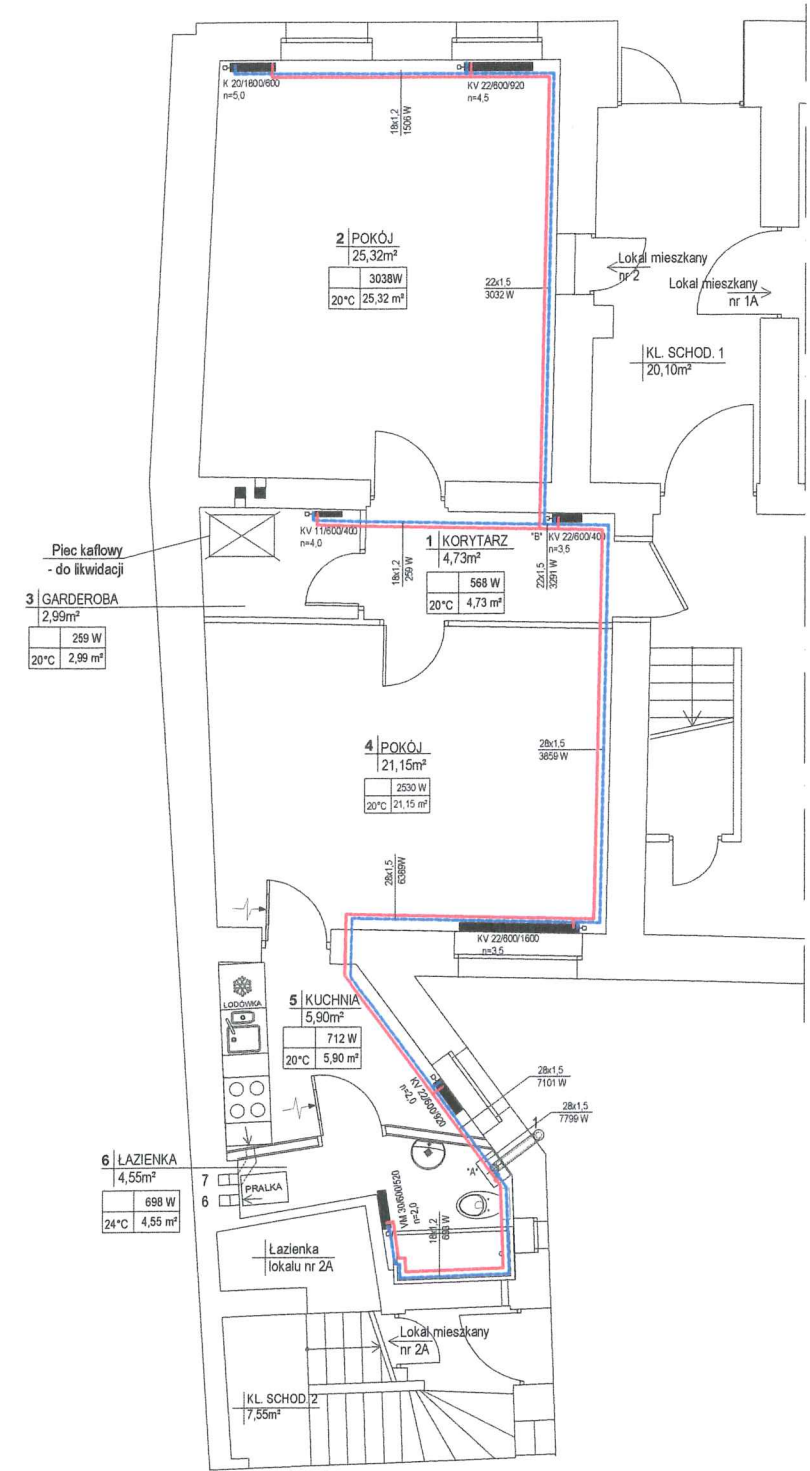 K 20/1600/600
n=5,0
KV 22/600/920
n=4,5
18x1,2
1506 W
2 POKÓJ
25,32m²
3038W
20°C 25,32 m²
22x1,5
3032 W
Lokal mieszkany
nr 2
Lokal mieszkany
nr 1A
KL. SCHOD. 1
20,10m²
Piec kaflowy
- do likwidacji
KV 11/600/400
n=4,0
18x1,2
259 W
1 KORYTARZ
4,73m²
568 W
20°C 4,73 m²
"B"
KV 22/600/400
n=3,5
22x1,5
3291 W
3 GARDEROBA
2,99m²
259 W
20°C 2,99 m²
4 POKÓJ
21,15m²
2530 W
20°C 21,15 m²
28x1,5
3859 W
28x1,5
6389W
KV 22/600/1600
n=3,5
LODÓWKA
5 KUCHNIA
5,90m²
712 W
20°C 5,90 m²
KV 22/600/920
n=2,0
28x1,5
7101 W
28x1,5
7799 W
1
"A"
6 ŁAZIENKA
4,55m²
698 W
24°C 4,55 m²
7
6
PRALKA
VM 30/600/520
n=2,0
18x1,2
693 W
Łazienka
lokalu nr 2A
Lokal mieszkany
nr 2A
KL. SCHOD. 2
7,55m²